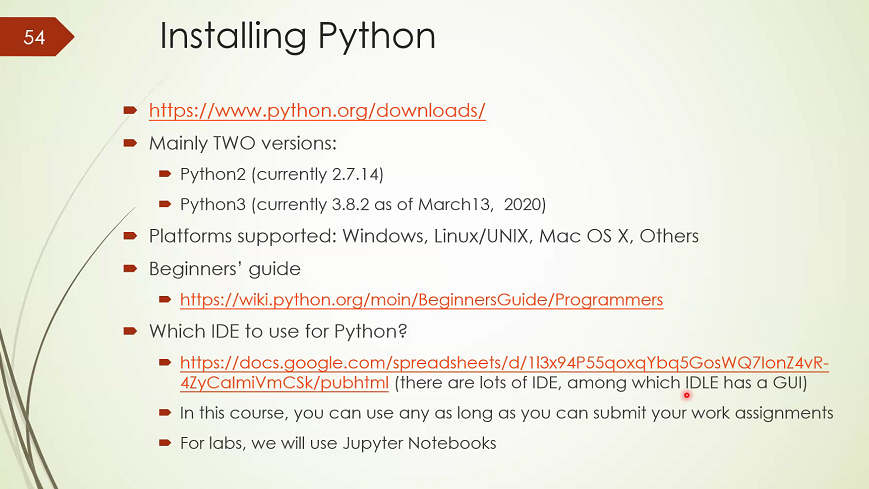 54
Installing Python
https://www.python.org/downloads/
Mainly TWO versions:
Python2 (currently 2.7.14)
Python3 (currently 3.8.2 as of March13, 2020)
Platforms supported: Windows, Linux/UNIX, Mac OS X, Others
Beginners’ guide
https://wiki.python.org/moin/BeginnersGuide/Programmers
Which IDE to use for Python?
https://docs.google.com/spreadsheets/d/1l3x94P55qoxqYbq5GosWQ7IonZ4vR-
4ZyCaImiVmCSk/pubhtml (there are lots of IDE, among which IDLE has a GUI)
In this course, you can use any as long as you can submit your work assignments
For labs, we will use Jupyter Notebooks